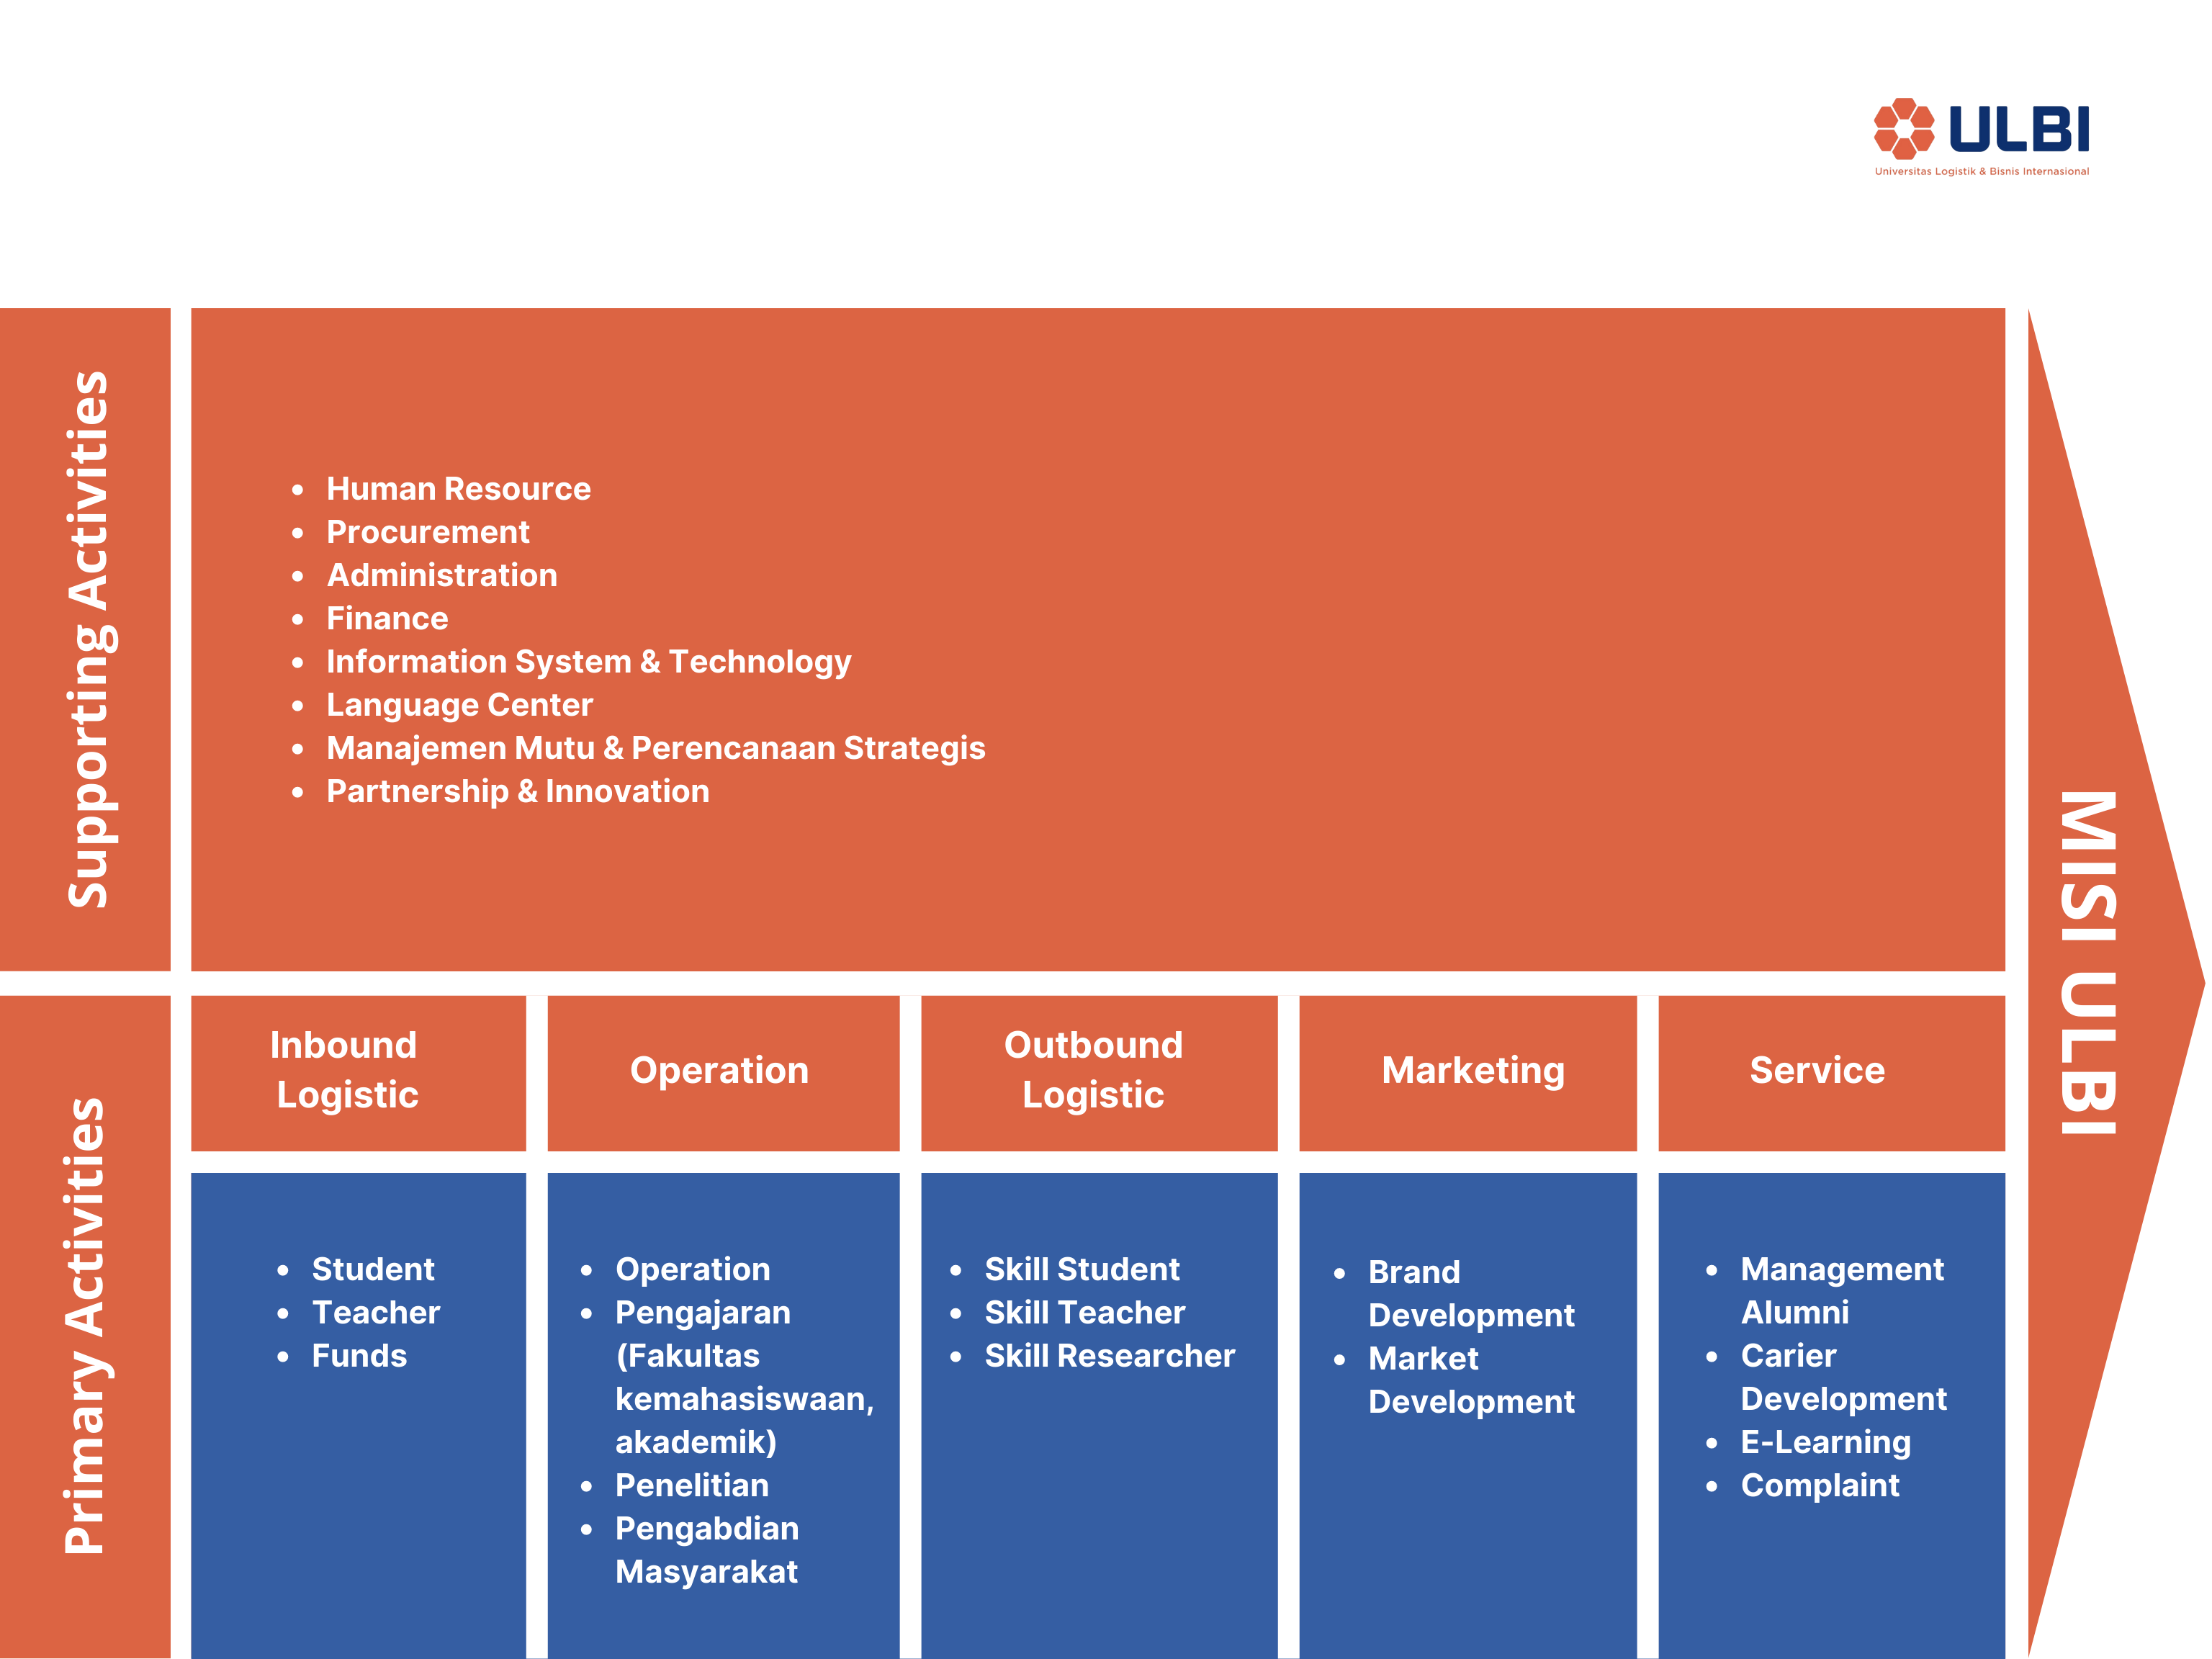 ULBI
Universitas Logistik & Bisnis Internasional
Supporting Activities
• Human Resource
• Procurement
• Administration
• Finance
• Information System & Technology
• Language Center
• Manajemen Mutu & Perencanaan Strategis
• Partnership & Innovation
MISI ULBI
Primary Activities
Inbound
Logistic
• Student
• Teacher
• Funds
Operation
• Operation
• Pengajaran
(Fakultas
kemahasiswaan,
akademik)
• Penelitian
• Pengabdian
Masyarakat
Outbound
Logistic
• Skill Student
• Skill Teacher
• Skill Researcher
Marketing
• Brand
Development
• Market
Development
Service
• Management
Alumni
• Carier
Development
• E-Learning
• Complaint